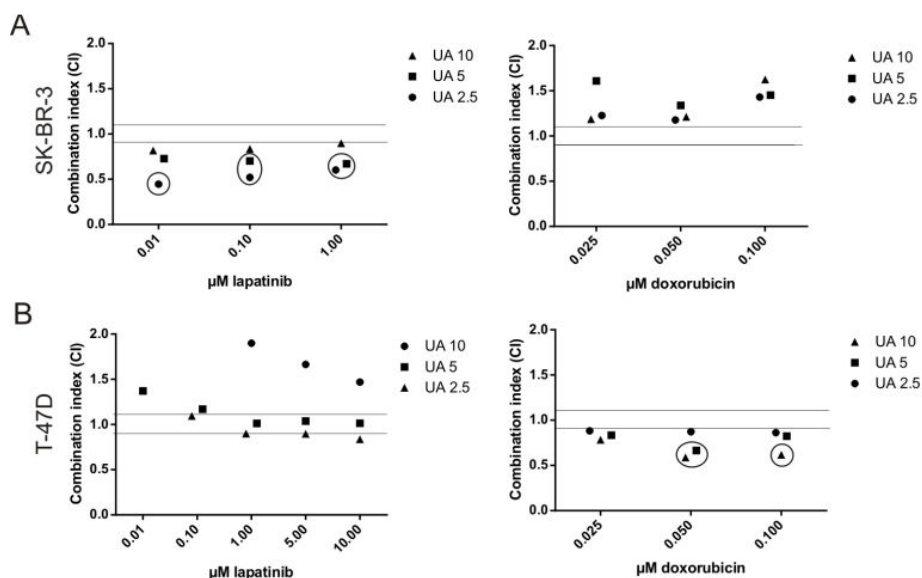 A
SK-BR-3
Combination index (CI)
2.0
1.5
1.0
0.5
0.0
0.01
0.10
1.00
µM lapatinib
UA 10
UA 5
UA 2.5
Combination index (CI)
2.0
1.5
1.0
0.5
0.0
0.025
0.050
0.100
µM doxorubicin
UA 10
UA 5
UA 2.5
B
T-47D
Combination index (CI)
2.0
1.5
1.0
0.5
0.0
0.01
0.10
1.00
5.00
10.00
µM lapatinib
UA 10
UA 5
UA 2.5
Combination index (CI)
2.0
1.5
1.0
0.5
0.0
0.025
0.050
0.100
µM doxorubicin
UA 10
UA 5
UA 2.5